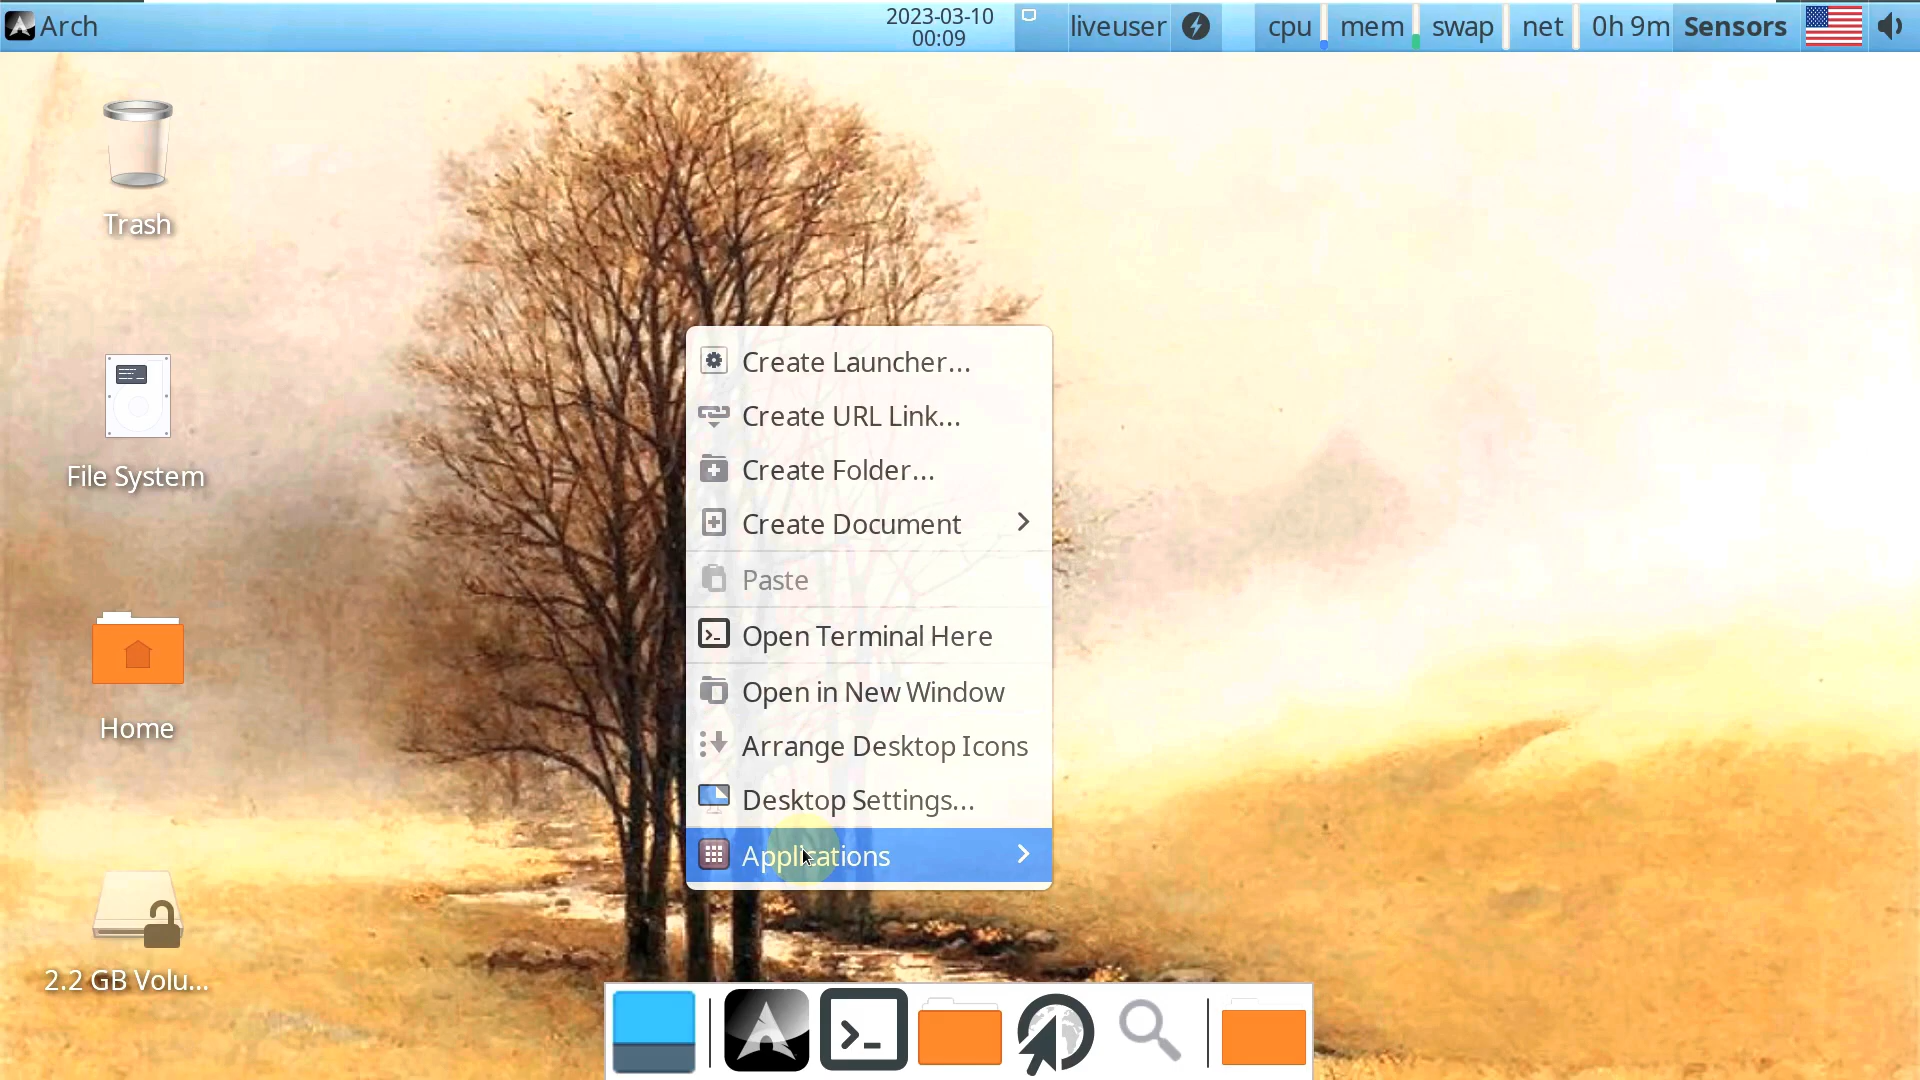 Arch
2023-03-10
00:09
liveuser
cpu
mem
swap
net
0h 9m
Sensors
Trash
File System
Home
2.2 GB Volu...
Create Launcher...
Create URL Link...
Create Folder...
Create Document
Paste
Open Terminal Here
Open in New Window
Arrange Desktop Icons
Desktop Settings...
Applications